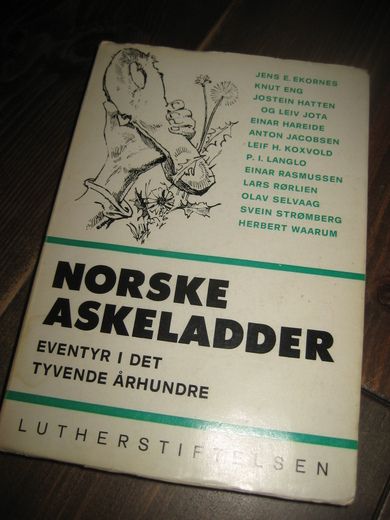 JENS E. EKORNES
KNUT ENG
JOSTEIN HATTEN
OG LEIV JOTA
EINAR HAREIDE
ANTON JACOBSEN
LEIF H. KOXVOLD
P. I. LANGLO
EINAR RASMUSSEN
LARS RØRLIEN
OLAV SELVAAG
SVEIN STRØMBERG
HERBERT WAARUM
NORSKE
ASKELADDER
EVENTYR I DET
TYVENDE ÅRHUNDRE
LUTHERSTIFTELSEN